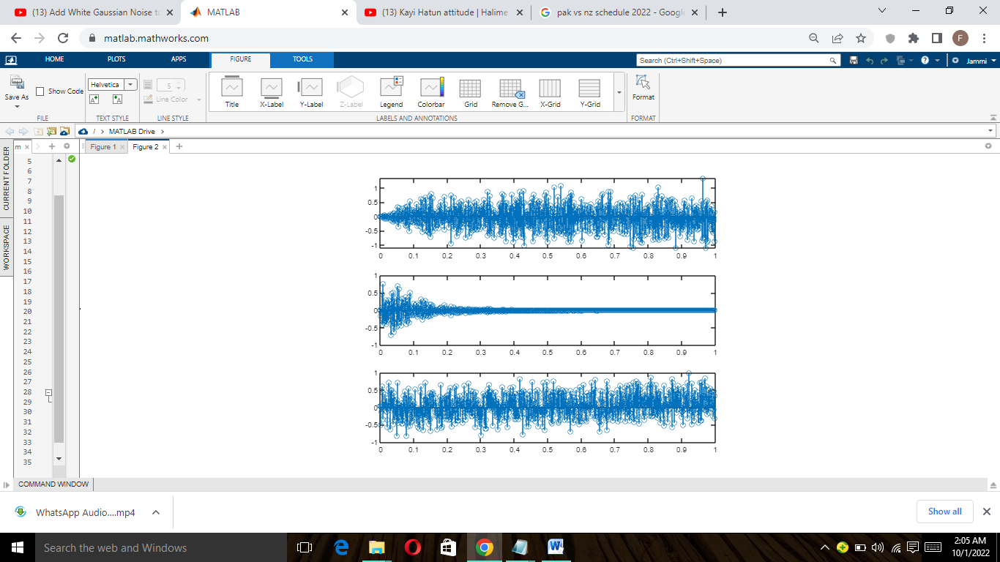 (13) Add White Gaussian Noise to
MATLAB
(13) Kayi Hatun attitude | Halime
pak vs nz schedule 2022 - Google
matlab.mathworks.com
F
HOME
PLOTS
APPS
FIGURE
TOOLS
Search (Ctrl+Shift+Space)
Jammi
Save As
Show Code
Helvetica
5
Line Color
Title
X-Label
Y-Label
Z-Label
Legend
Colorbar
Grid
Remove G...
X-Grid
Y-Grid
Format
FILE
TEXT STYLE
LINE STYLE
LABELS AND ANNOTATIONS
FORMAT
/ > MATLAB Drive >
CURRENT FOLDER
WORKSPACE
.m
Figure 1
Figure 2
5
6
7
8
9
10
11
12
13
14
15
16
17
18
19
20
21
22
23
24
25
26
27
28
29
30
31
32
33
34
35
1
0.5
0
-0.5
-1
0 0.1 0.2 0.3 0.4 0.5 0.6 0.7 0.8 0.9 1
1
0.5
0
-0.5
-1
0 0.1 0.2 0.3 0.4 0.5 0.6 0.7 0.8 0.9 1
1
0.5
0
-0.5
-1
0 0.1 0.2 0.3 0.4 0.5 0.6 0.7 0.8 0.9 1
COMMAND WINDOW
WhatsApp Audio....mp4
Show all
Search the web and Windows
2:05 AM
10/1/2022